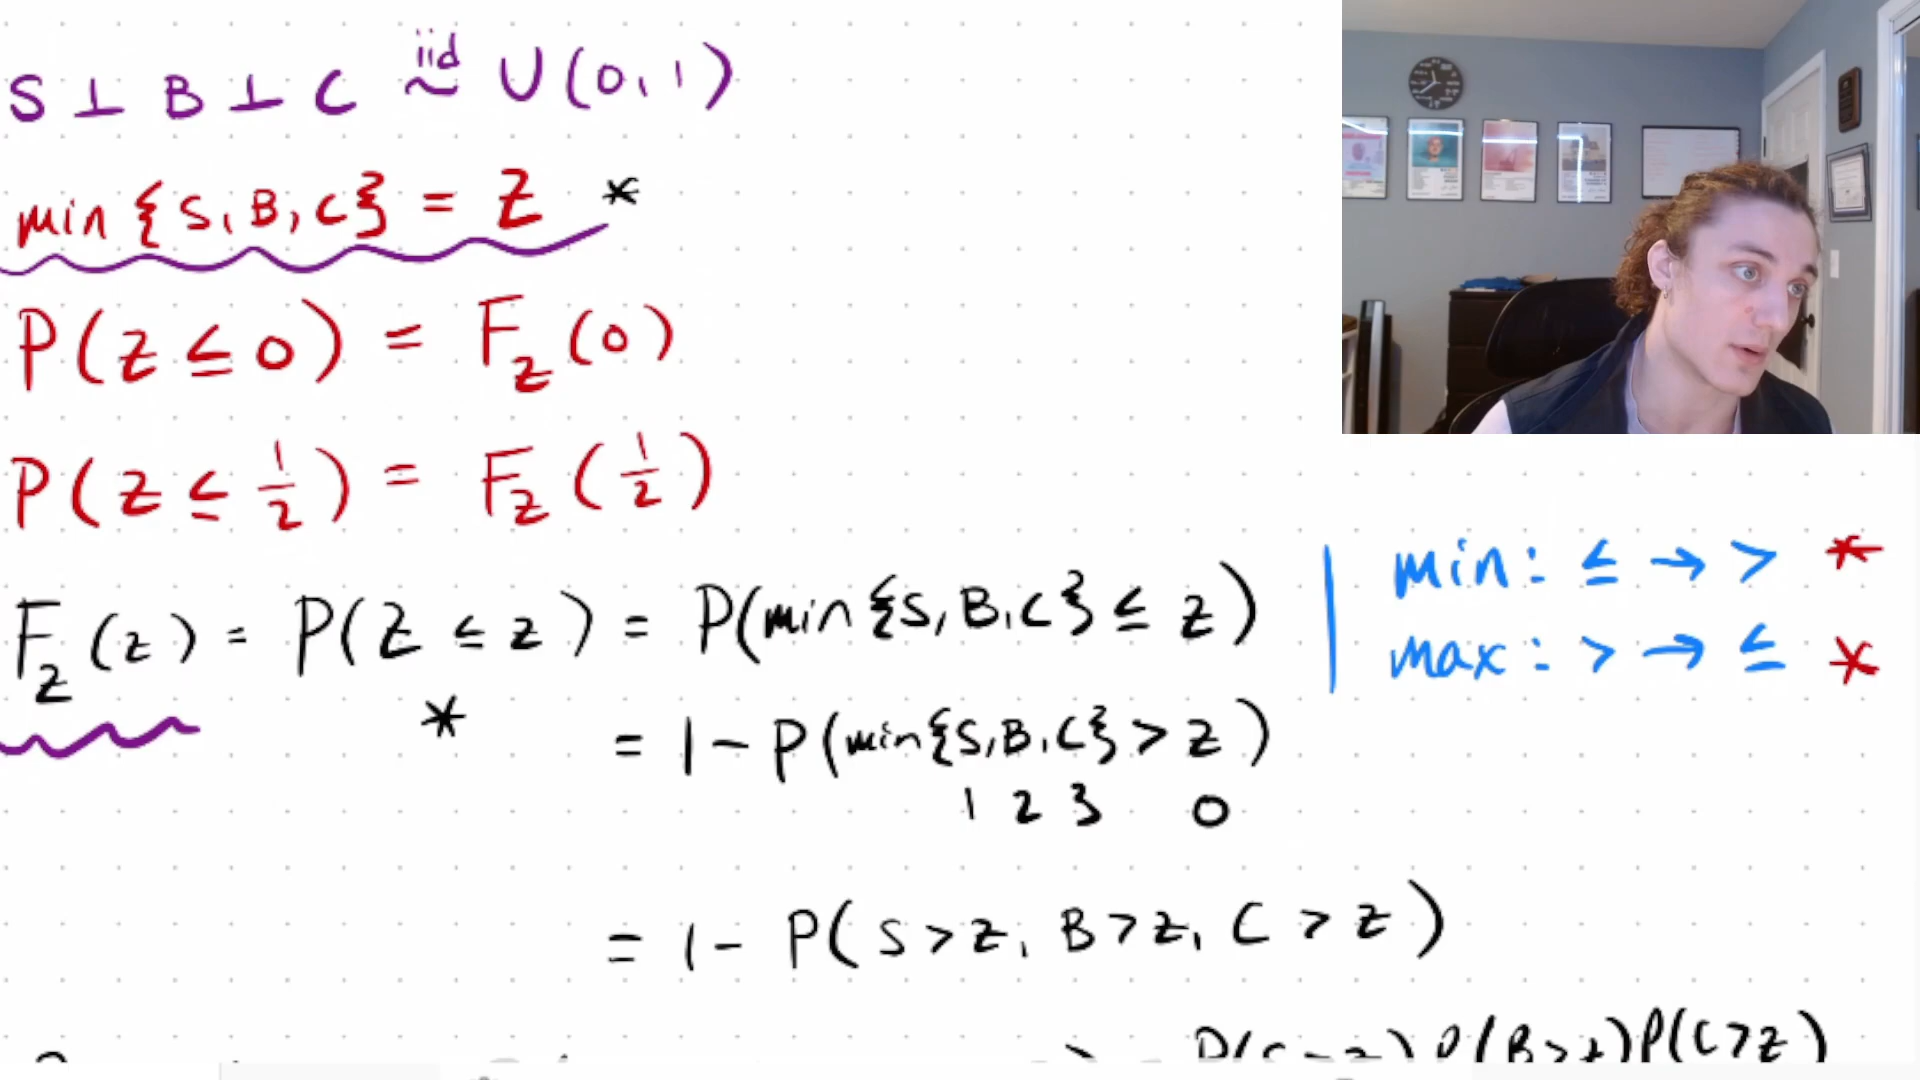 S ⊥ B ⊥ C iid ~ U(0,1)
min {S, B, C} = Z *
P(Z ≤ 0) = F_Z (0)
P(Z ≤ 1/2) = F_Z (1/2)
F_Z (z) = P(Z ≤ z) = P(min {S, B, C} ≤ z)
*
min: ≤ → > *
max: > → ≤ *
= 1 - P(min{S, B, C} > z)
1 2 3 0
= 1 - P(S > z, B > z, C > z)
P(S > z) P(B > z) P(C > z)